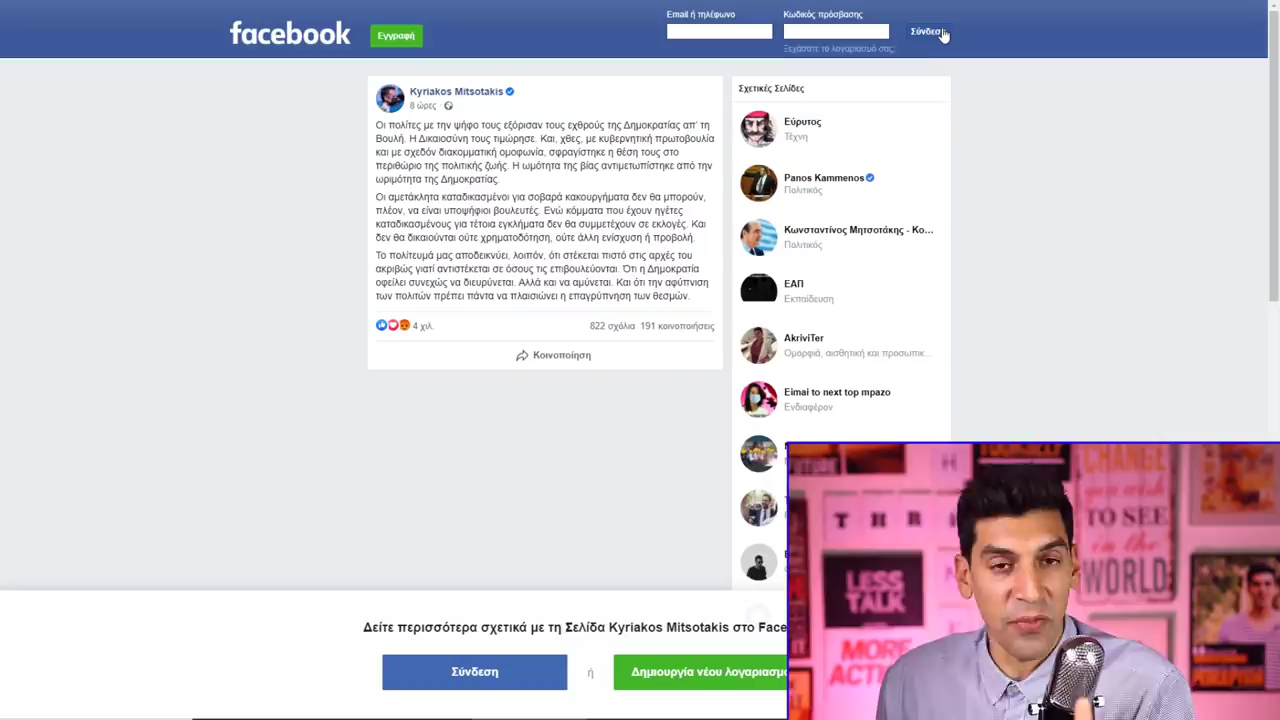 facebook
Εγγραφή
Email ή τηλέφωνο
Κωδικός πρόσβασης
Σύνδεση
Ξεχάσατε το λογαριασμό σας;
Kyriakos Mitsotakis
8 ώρες ·
Οι πολίτες με την ψήφο τους εξόρισαν τους εχθρούς της Δημοκρατίας απ' τη
Βουλή. Η Δικαιοσύνη τους τιμώρησε. Και, χθες, με κυβερνητική πρωτοβουλία
και με σχεδόν διακομματική ομοφωνία, σφραγίστηκε η θέση τους στο
περιθώριο της πολιτικής ζωής. Η ωμότητα της βίας αντιμετωπίστηκε από την
ωριμότητα της Δημοκρατίας.
Οι αμετάκλητα καταδικασμένοι για σοβαρά κακουργήματα δεν θα μπορούν,
πλέον, να είναι υποψήφιοι βουλευτές. Ενώ κόμματα που έχουν ηγέτες
καταδικασμένους για τέτοια εγκλήματα δεν θα συμμετέχουν σε εκλογές. Και
δεν θα δικαιούνται ούτε χρηματοδότηση, ούτε άλλη ενίσχυση ή προβολή.
Το πολίτευμά μας αποδεικνύει, λοιπόν, ότι στέκεται πιστό στις αρχές του
ακριβώς γιατί αντιστέκεται σε όσους τις επιβουλεύονται. Ότι η Δημοκρατία
οφείλει συνεχώς να διευρύνεται. Αλλά και να αμύνεται. Και ότι την αφύπνιση
των πολιτών πρέπει πάντα να πλαισιώνει η επαγρύπνηση των θεσμών.
4 χιλ.
822 σχόλια 191 κοινοποιήσεις
Κοινοποίηση
Σχετικές Σελίδες
Εύρυτος
Τέχνη
Panos Kammenos
Πολιτικός
Κωνσταντίνος Μητσοτάκης - Κο...
Πολιτικός
ΕΑΠ
Εκπαίδευση
AkriviTer
Ομορφιά, αισθητική και προσωπικ...
Eimai to next top mpazo
Ενδιαφέρον
Δείτε περισσότερα σχετικά με τη Σελίδα Kyriakos Mitsotakis στο Face
Σύνδεση
ή
Δημιουργία νέου λογαριασμο
CHANGE
you wish
TO SEE
in the
WORLD
THRI
LESS
TALK
MORE